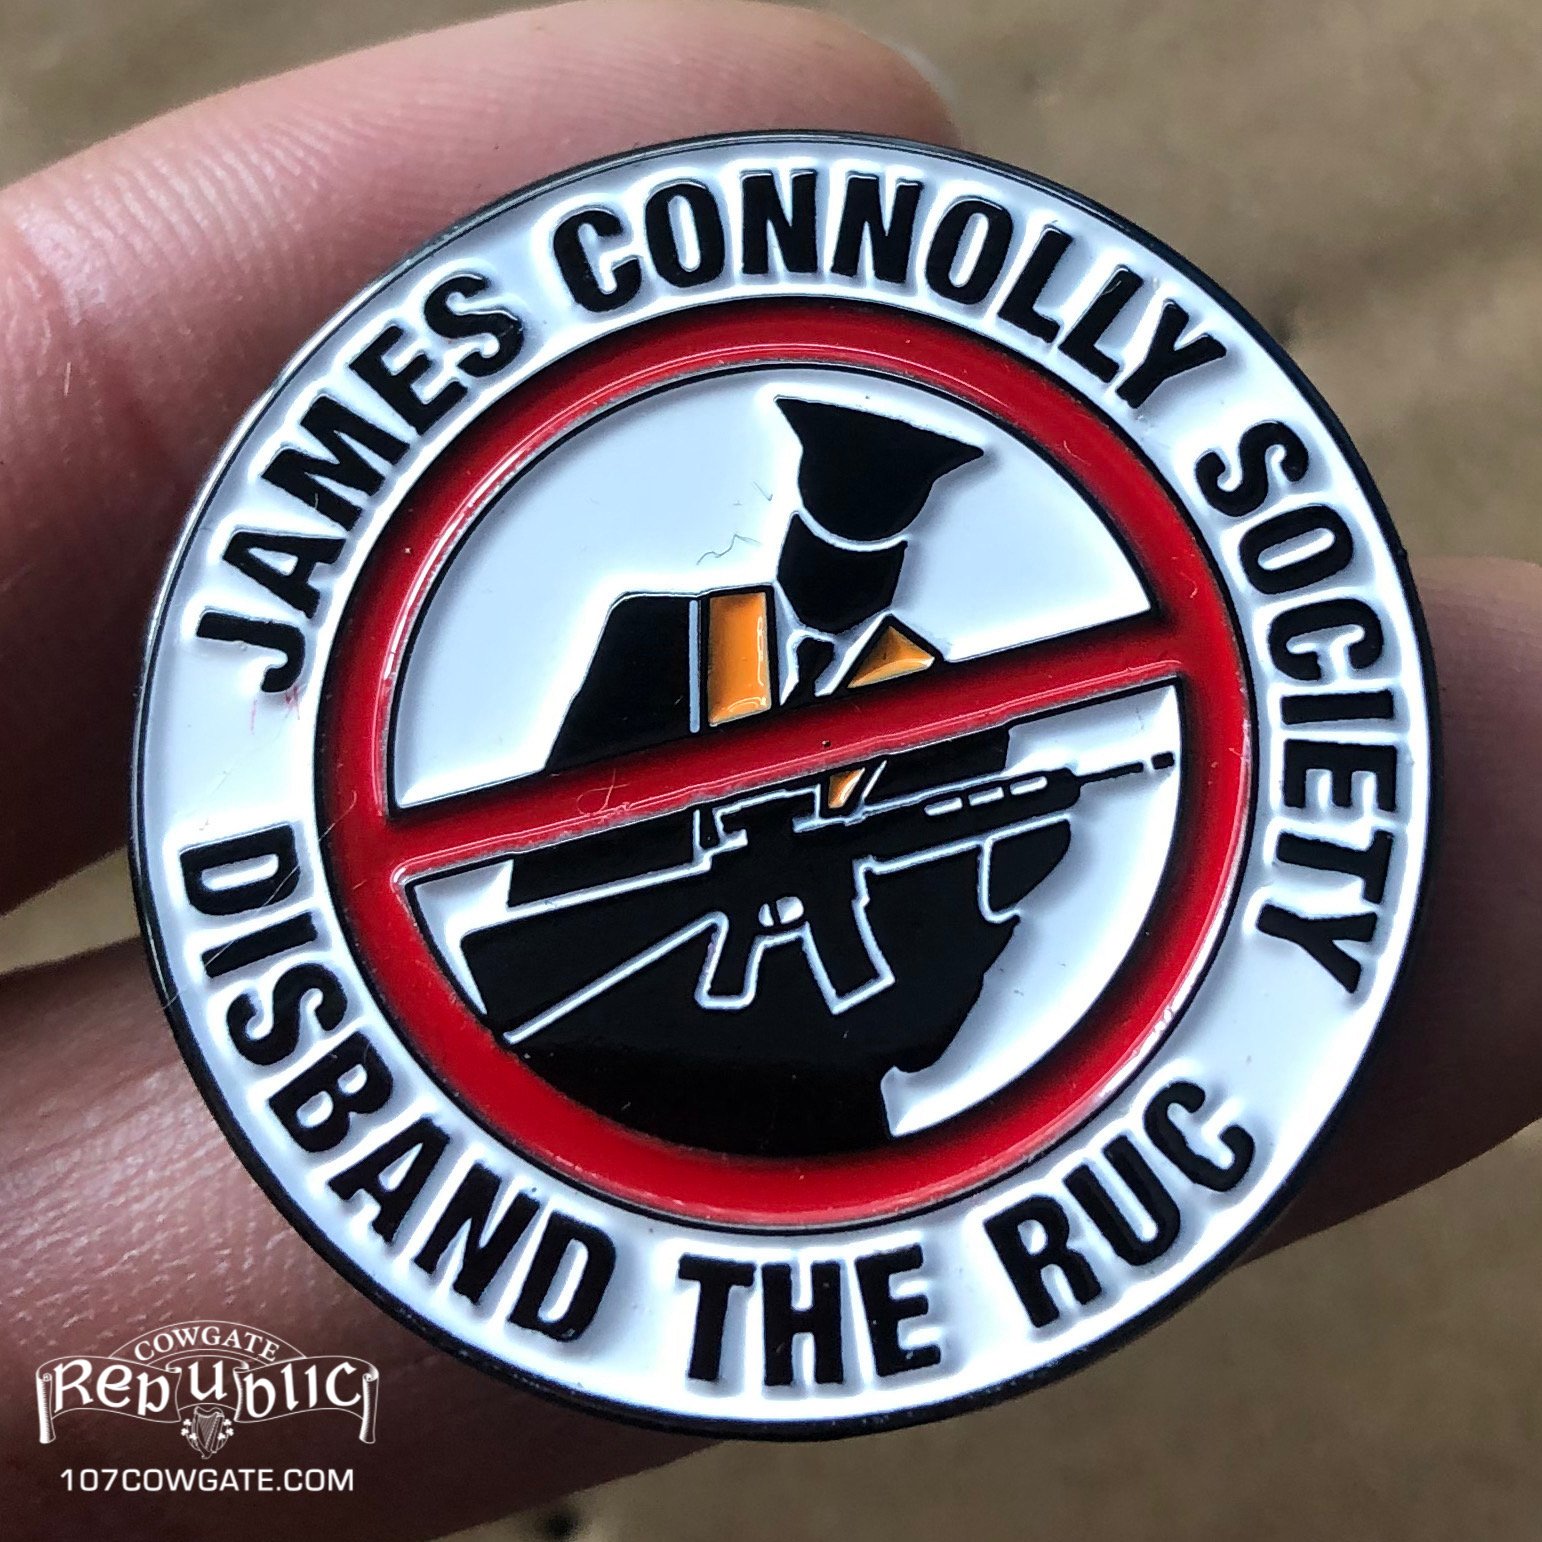 JAMES CONNOLLY SOCIETY
DISBAND THE RUC
COWGATE
REPUBLIC
107COWGATE.COM